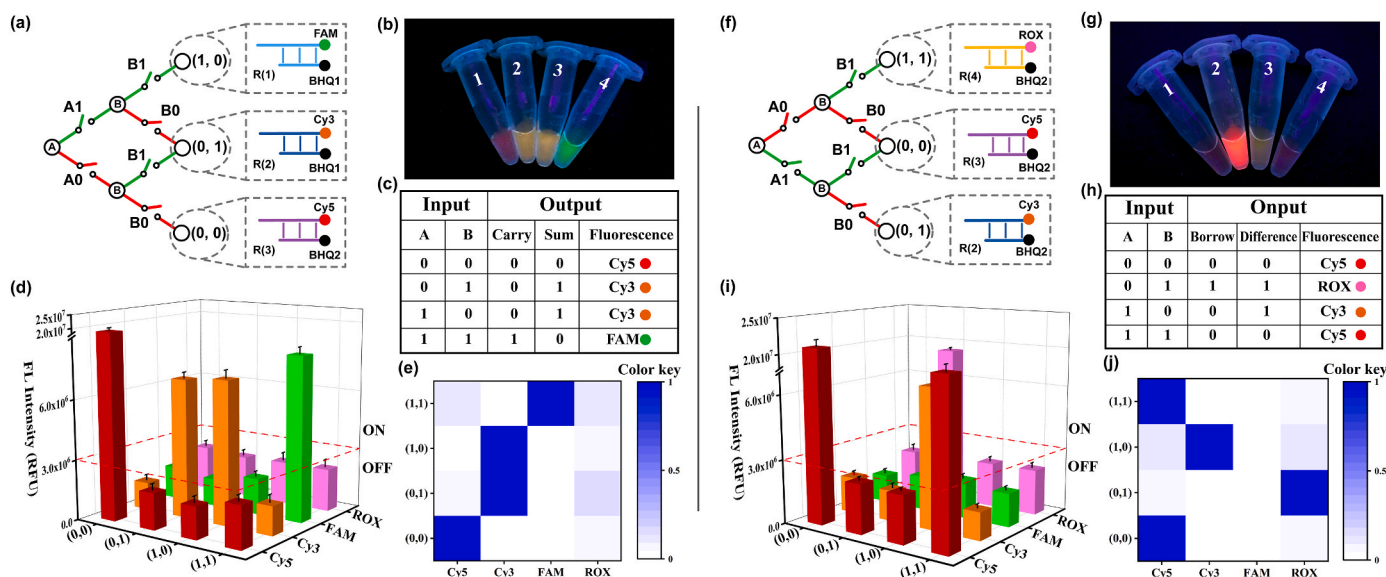 (a)
A
A1
A0
B
B1
B0
B
B1
B0
(1, 0)
(0, 1)
(0, 0)
FAM
R(1)
BHQ1
Cy3
R(2)
BHQ1
Cy5
R(3)
BHQ2
(b)
1 2 3 4
(c)
Input Output
A B Carry Sum Fluorescence
0 0 0 0 Cy5
0 1 0 1 Cy3
1 0 0 1 Cy3
1 1 1 0 FAM
(d)
FL Intensity (RFU)
2.5x10⁷
2.0x10⁷
6.0x10⁶
3.0x10⁶
0.0
ON
OFF
(0,0) (0,1) (1,0) (1,1)
Cy5 Cy3 FAM ROX
(e)
Color key
(1,1)
(1,0)
(0,1)
(0,0)
Cy5 Cy3 FAM ROX
1
0.5
0
(f)
A
A0
A1
B
B1
B0
B
B1
B0
(1, 1)
(0, 0)
(0, 1)
ROX
R(4)
BHQ2
Cy5
R(3)
BHQ2
Cy3
R(2)
BHQ2
(g)
1 2 3 4
(h)
Input Onput
A B Borrow Difference Fluorescence
0 0 0 0 Cy5
0 1 1 1 ROX
1 0 0 1 Cy3
1 1 0 0 Cy5
(i)
FL Intensity (RFU)
2.5x10⁷
2.0x10⁷
6.0x10⁶
3.0x10⁶
0.0
ON
OFF
(0,0) (0,1) (1,0) (1,1)
Cy5 Cy3 FAM ROX
(j)
Color key
(1,1)
(1,0)
(0,1)
(0,0)
Cy5 Cy3 FAM ROX
1
0.5
0